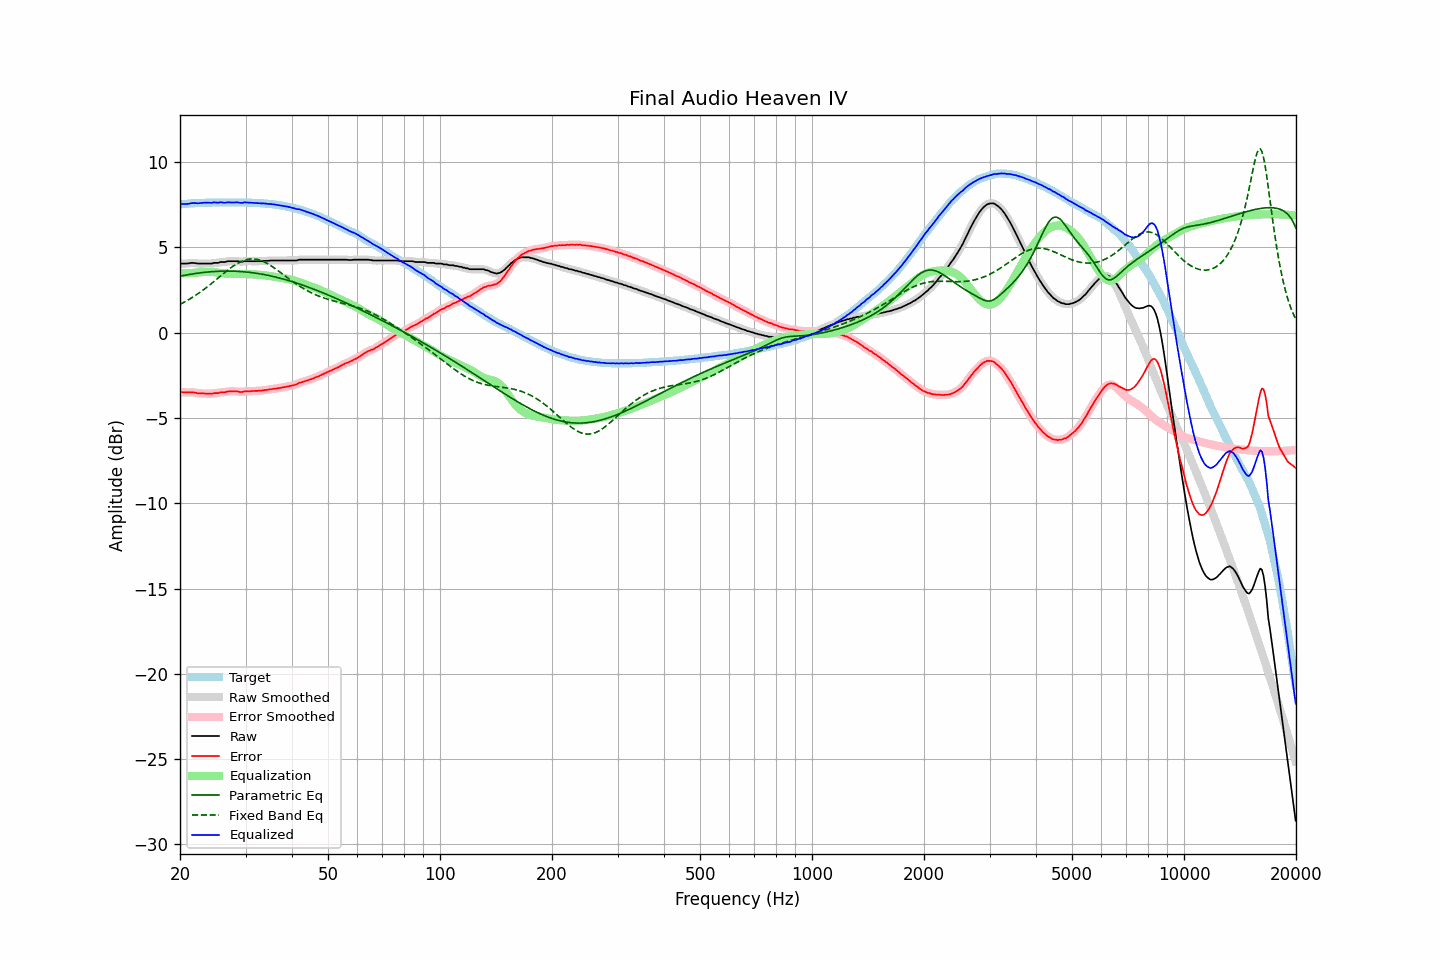 Final Audio Heaven IV
10
5
0
−5
−10
−15
−20
−25
−30
Amplitude (dBr)
Target
Raw Smoothed
Error Smoothed
Raw
Error
Equalization
Parametric Eq
Fixed Band Eq
Equalized
20 50 100 200 500 1000 2000 5000 10000 20000
Frequency (Hz)